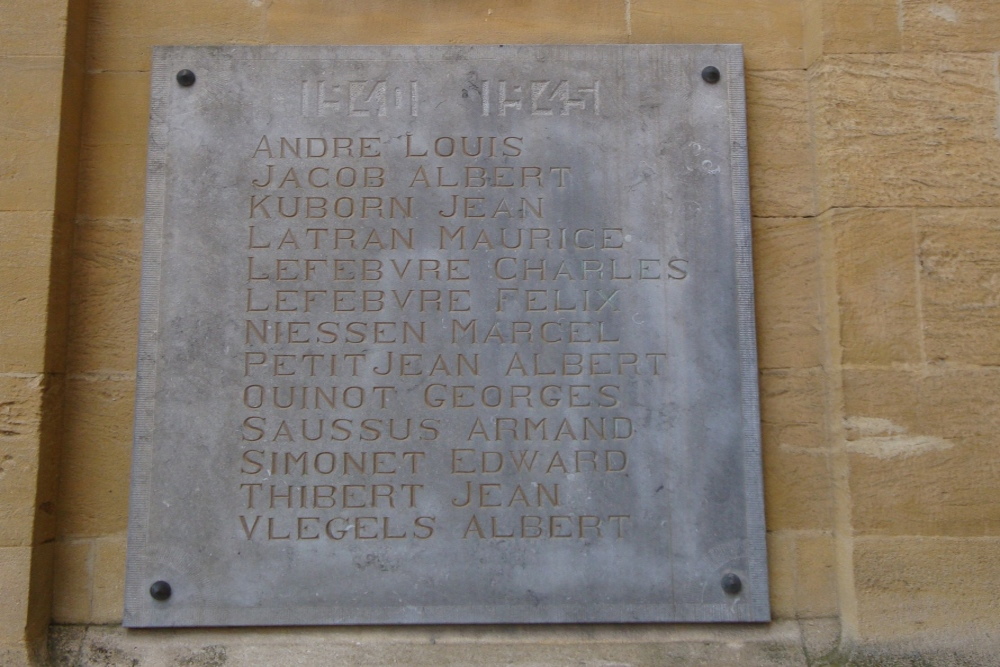 1940 1945
ANDRE LOUIS
JACOB ALBERT
KUBORN JEAN
LATRAN MAURICE
LEFEBVRE CHARLES
LEFEBVRE FELIX
NIESSEN MARCEL
PETITJEAN ALBERT
QUINOT GEORGES
SAUSSUS ARMAND
SIMONET EDWARD
THIBERT JEAN
VLEGELS ALBERT